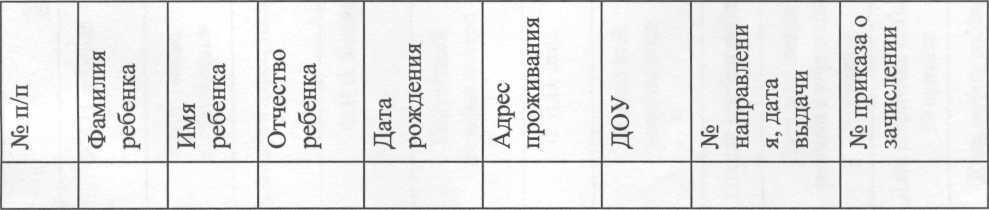 № п/п
Фамилия
ребенка
Имя
ребенка
Отчество
ребенка
Дата
рождения
Адрес
проживания
ДОУ
№
направлени
я, дата
выдачи
№ приказа о
зачислении